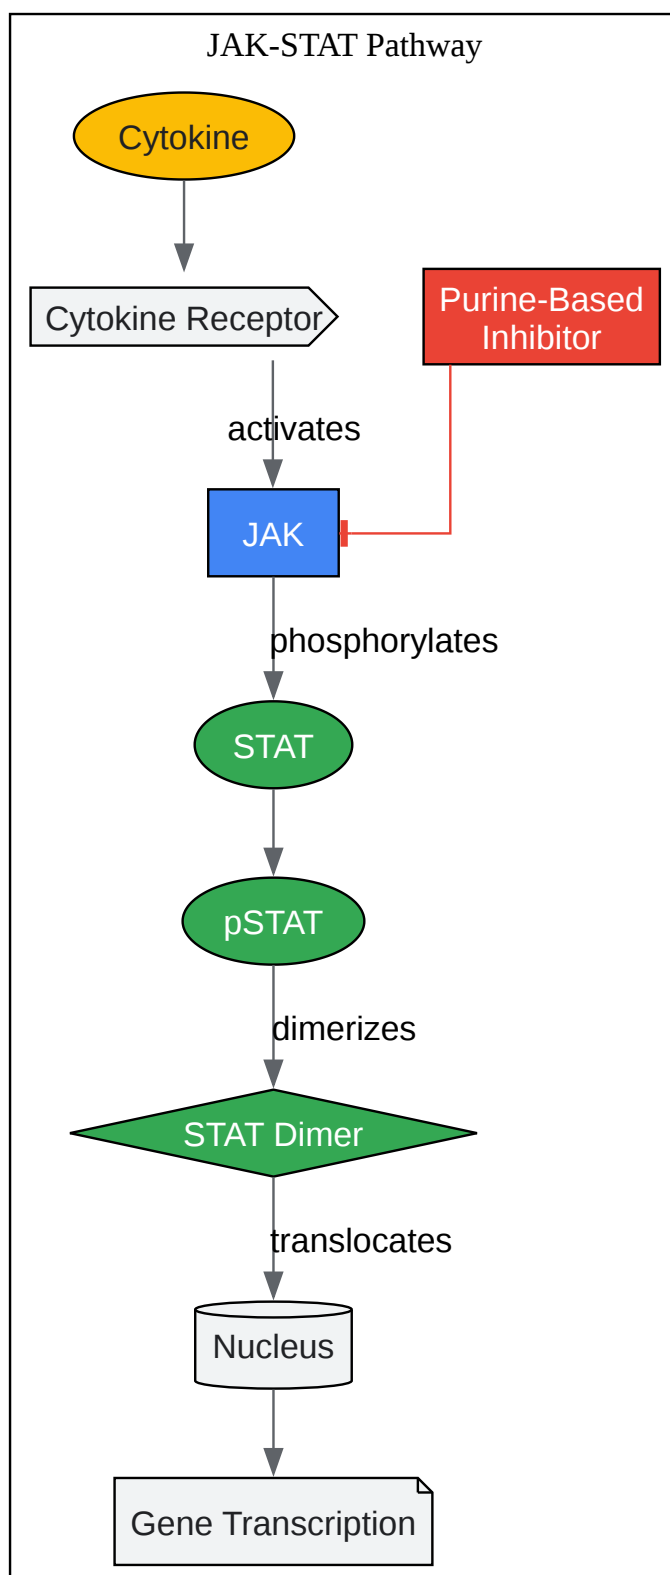 JAK-STAT Pathway
Cytokine
Cytokine Receptor
Purine-Based
Inhibitor
activates
JAK
phosphorylates
STAT
pSTAT
dimerizes
STAT Dimer
translocates
Nucleus
Gene Transcription